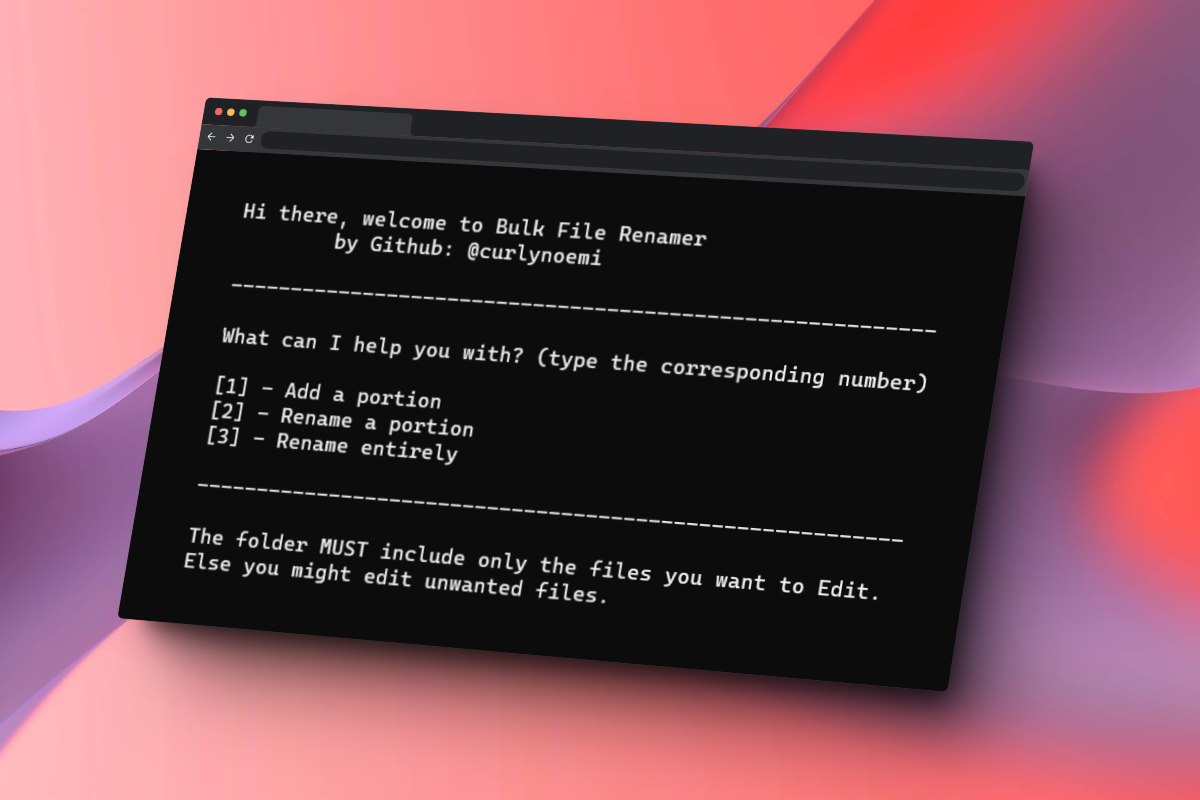 Hi there, welcome to Bulk File Renamer
by Github: @curlynoemi
------------------------------------------------------------
What can I help you with? (type the corresponding number)
[1] - Add a portion
[2] - Rename a portion
[3] - Rename entirely
------------------------------------------------------------
The folder MUST include only the files you want to Edit.
Else you might edit unwanted files.